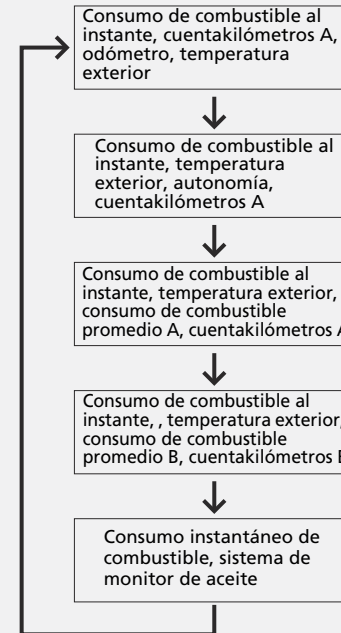 Consumo de combustible al
instante, cuentakilómetros A,
odómetro, temperatura
exterior
Consumo de combustible al
instante, temperatura
exterior, autonomía,
cuentakilómetros A
Consumo de combustible al
instante, temperatura exterior,
consumo de combustible
promedio A, cuentakilómetros A
Consumo de combustible al
instante, , temperatura exterior,
consumo de combustible
promedio B, cuentakilómetros B
Consumo instantáneo de
combustible, sistema de
monitor de aceite